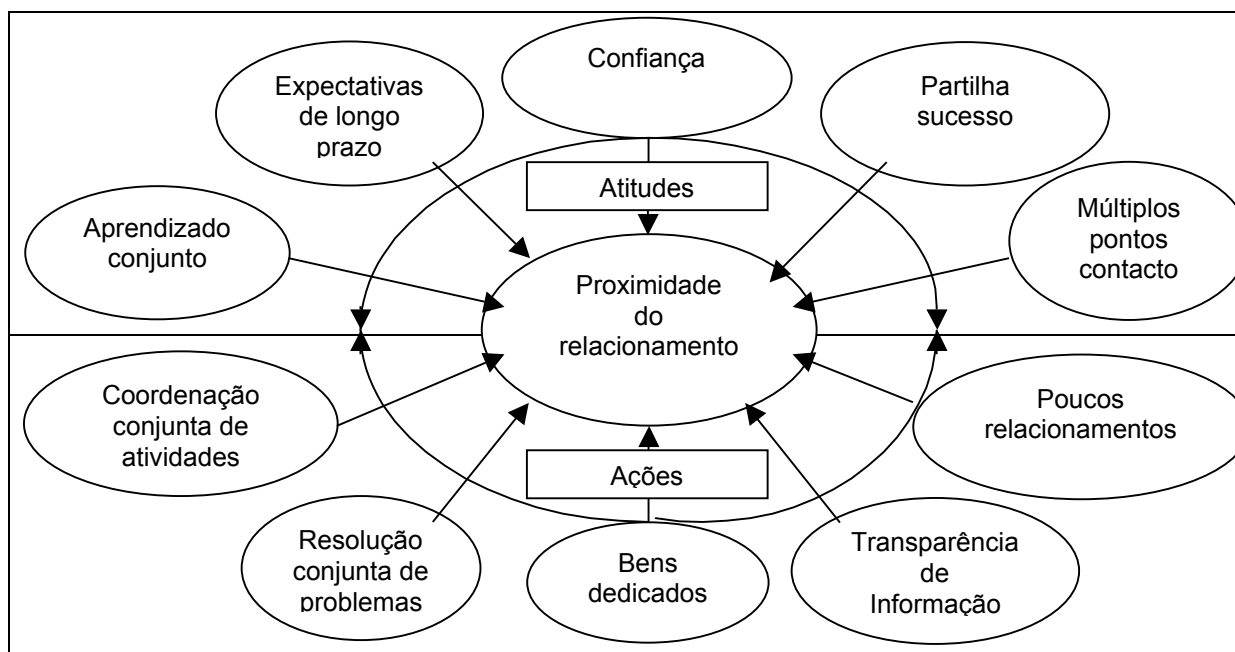 Confiança
Expectativas
de longo
prazo
Partilha
sucesso
Atitudes
Aprendizado
conjunto
Múltiplos
pontos
contacto
Proximidade
do
relacionamento
Coordenação
conjunta de
atividades
Poucos
relacionamentos
Ações
Resolução
conjunta de
problemas
Bens
dedicados
Transparência
de
Informação